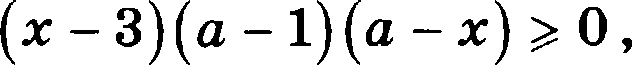 (x − 3)(a − 1)(a − x) ⩾ 0 ,